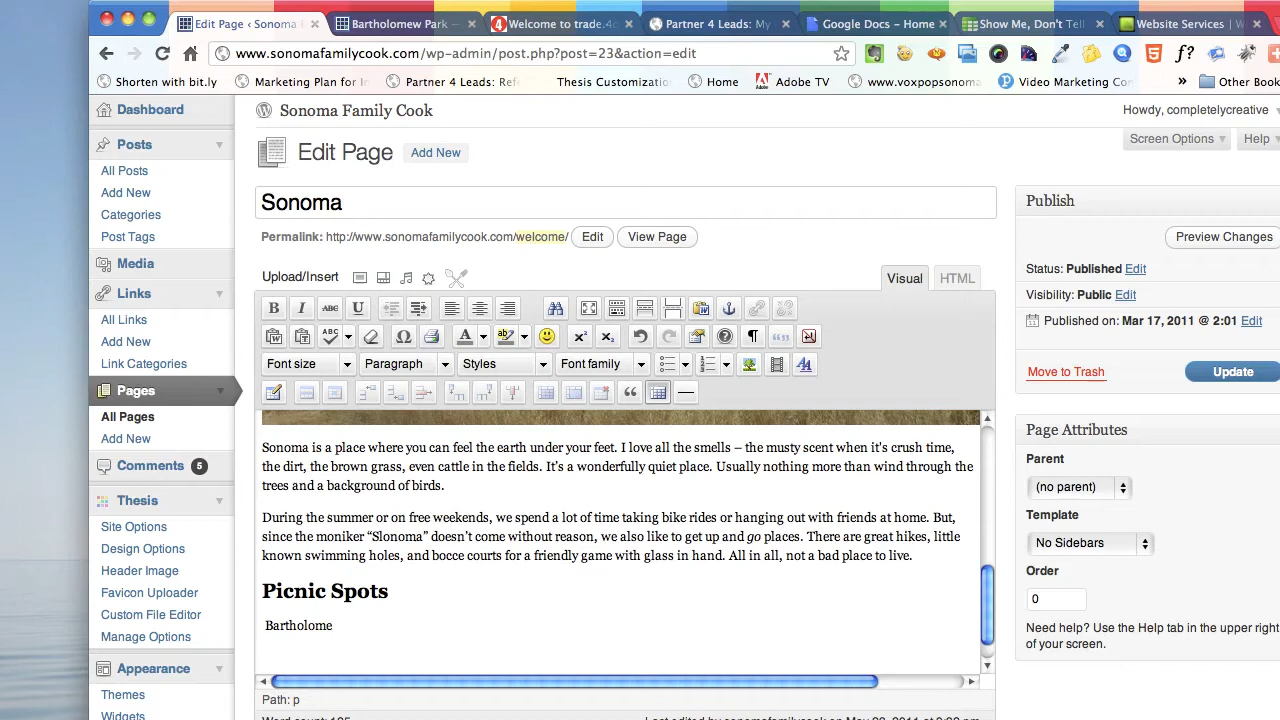 Edit Page ‹ Sonoma
Bartholomew Park —
Welcome to trade.4
Partner 4 Leads: My
Google Docs - Home
Show Me, Don't Tell
Website Services | W
www.sonomafamilycook.com/wp-admin/post.php?post=23&action=edit
Shorten with bit.ly
Marketing Plan for In
Partner 4 Leads: Refe
Thesis Customizatio
Home
Adobe TV
www.voxpopsonoma
Video Marketing Con
»
Other Book
Dashboard
Sonoma Family Cook
Howdy, completelycreative
Posts
Edit Page
Add New
Screen Options
Help
All Posts
Add New
Categories
Post Tags
Sonoma
Publish
Permalink: http://www.sonomafamilycook.com/welcome/ Edit View Page
Preview Changes
Media
Upload/Insert
Visual
HTML
Status: Published Edit
Links
Visibility: Public Edit
All Links
Published on: Mar 17, 2011 @ 2:01 Edit
Add New
Link Categories
Font size
Paragraph
Styles
Font family
Move to Trash
Update
Pages
All Pages
Add New
Page Attributes
Comments 5
Sonoma is a place where you can feel the earth under your feet. I love all the smells – the musty scent when it's crush time,
the dirt, the brown grass, even cattle in the fields. It's a wonderfully quiet place. Usually nothing more than wind through the
trees and a background of birds.
Parent
(no parent)
Thesis
Site Options
Design Options
Header Image
Favicon Uploader
Custom File Editor
Manage Options
During the summer or on free weekends, we spend a lot of time taking bike rides or hanging out with friends at home. But,
since the moniker “Slonoma” doesn't come without reason, we also like to get up and go places. There are great hikes, little
known swimming holes, and bocce courts for a friendly game with glass in hand. All in all, not a bad place to live.
Template
No Sidebars
Order
0
Picnic Spots
Bartholome
Need help? Use the Help tab in the upper right
of your screen.
Appearance
Themes
Widgets
Path: p